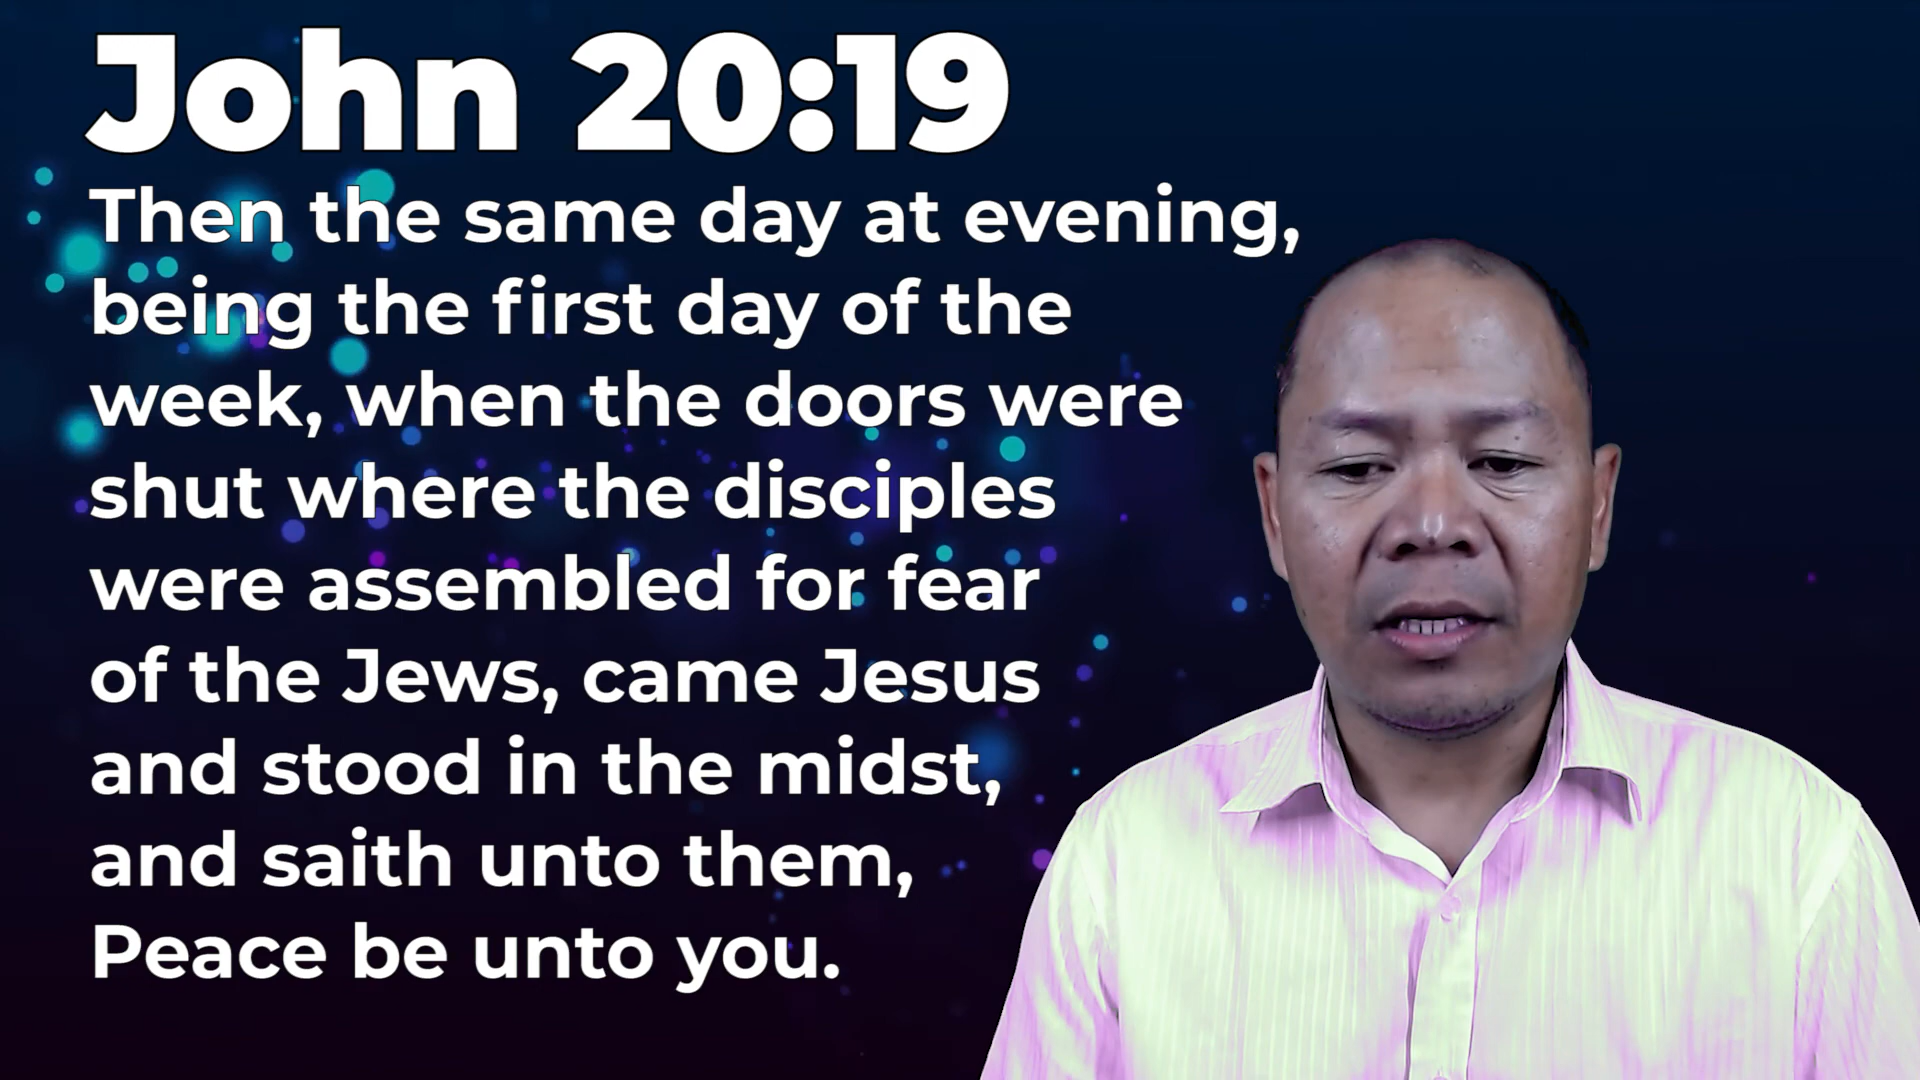 John 20:19
Then the same day at evening,
being the first day of the
week, when the doors were
shut where the disciples
were assembled for fear
of the Jews, came Jesus
and stood in the midst,
and saith unto them,
Peace be unto you.